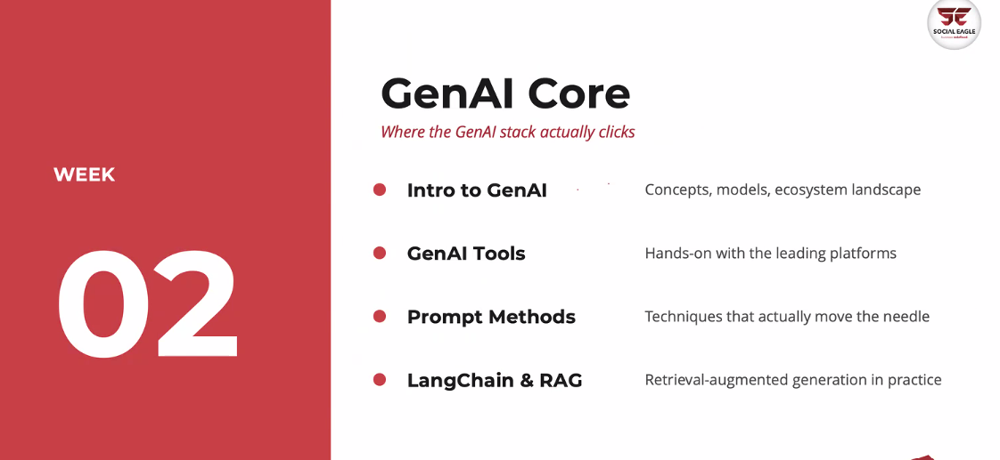 SOCIAL EAGLE
GenAI Core
Where the GenAI stack actually clicks
WEEK
02
Intro to GenAI
Concepts, models, ecosystem landscape
GenAI Tools
Hands-on with the leading platforms
Prompt Methods
Techniques that actually move the needle
LangChain & RAG
Retrieval-augmented generation in practice